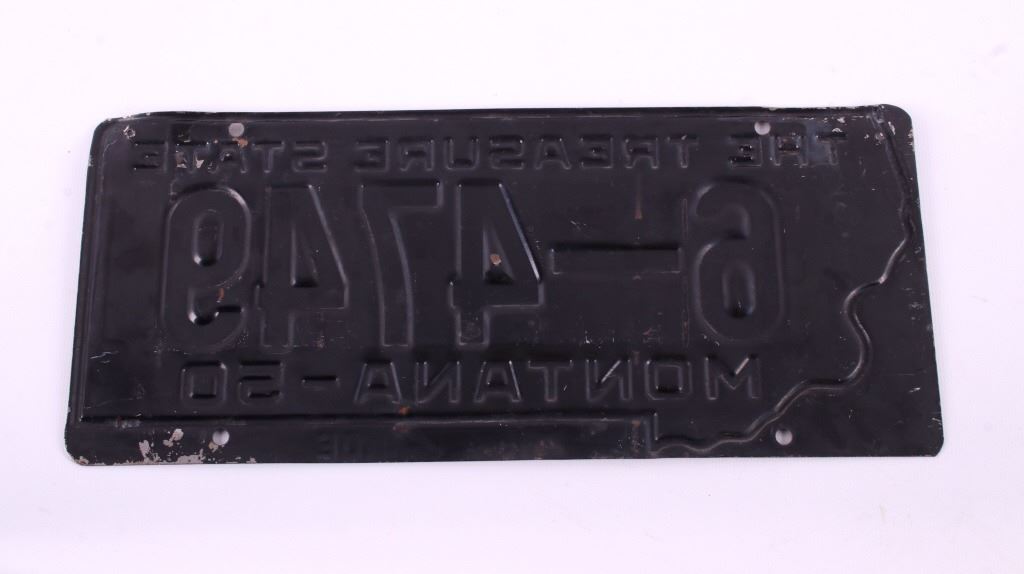 THE TREASURE STATE
6-4749
MONTANA-50